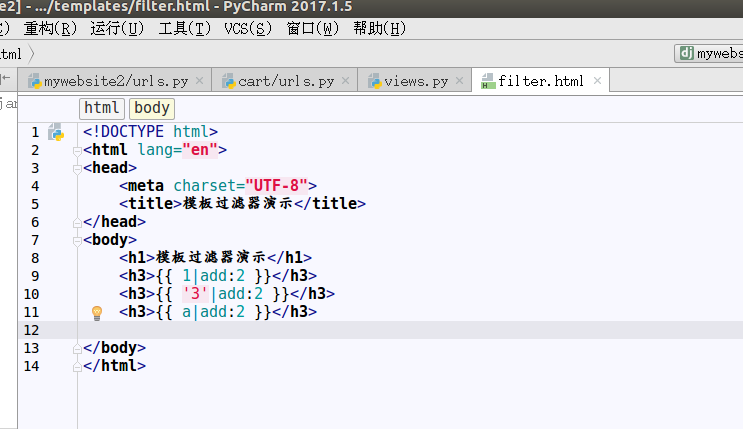 e2] - .../templates/filter.html - PyCharm 2017.1.5
C) 重构(R) 运行(U) 工具(T) VCS(S) 窗口(W) 帮助(H)
tml
dj mywebs
mywebsite2/urls.py × cart/urls.py × views.py × filter.html ×
jan
html body
1 <!DOCTYPE html>
2 <html lang="en">
3 <head>
4 <meta charset="UTF-8">
5 <title>模板过滤器演示</title>
6 </head>
7 <body>
8 <h1>模板过滤器演示</h1>
9 <h3>{{ 1|add:2 }}</h3>
10 <h3>{{ '3'|add:2 }}</h3>
11 <h3>{{ a|add:2 }}</h3>
12
13 </body>
14 </html>